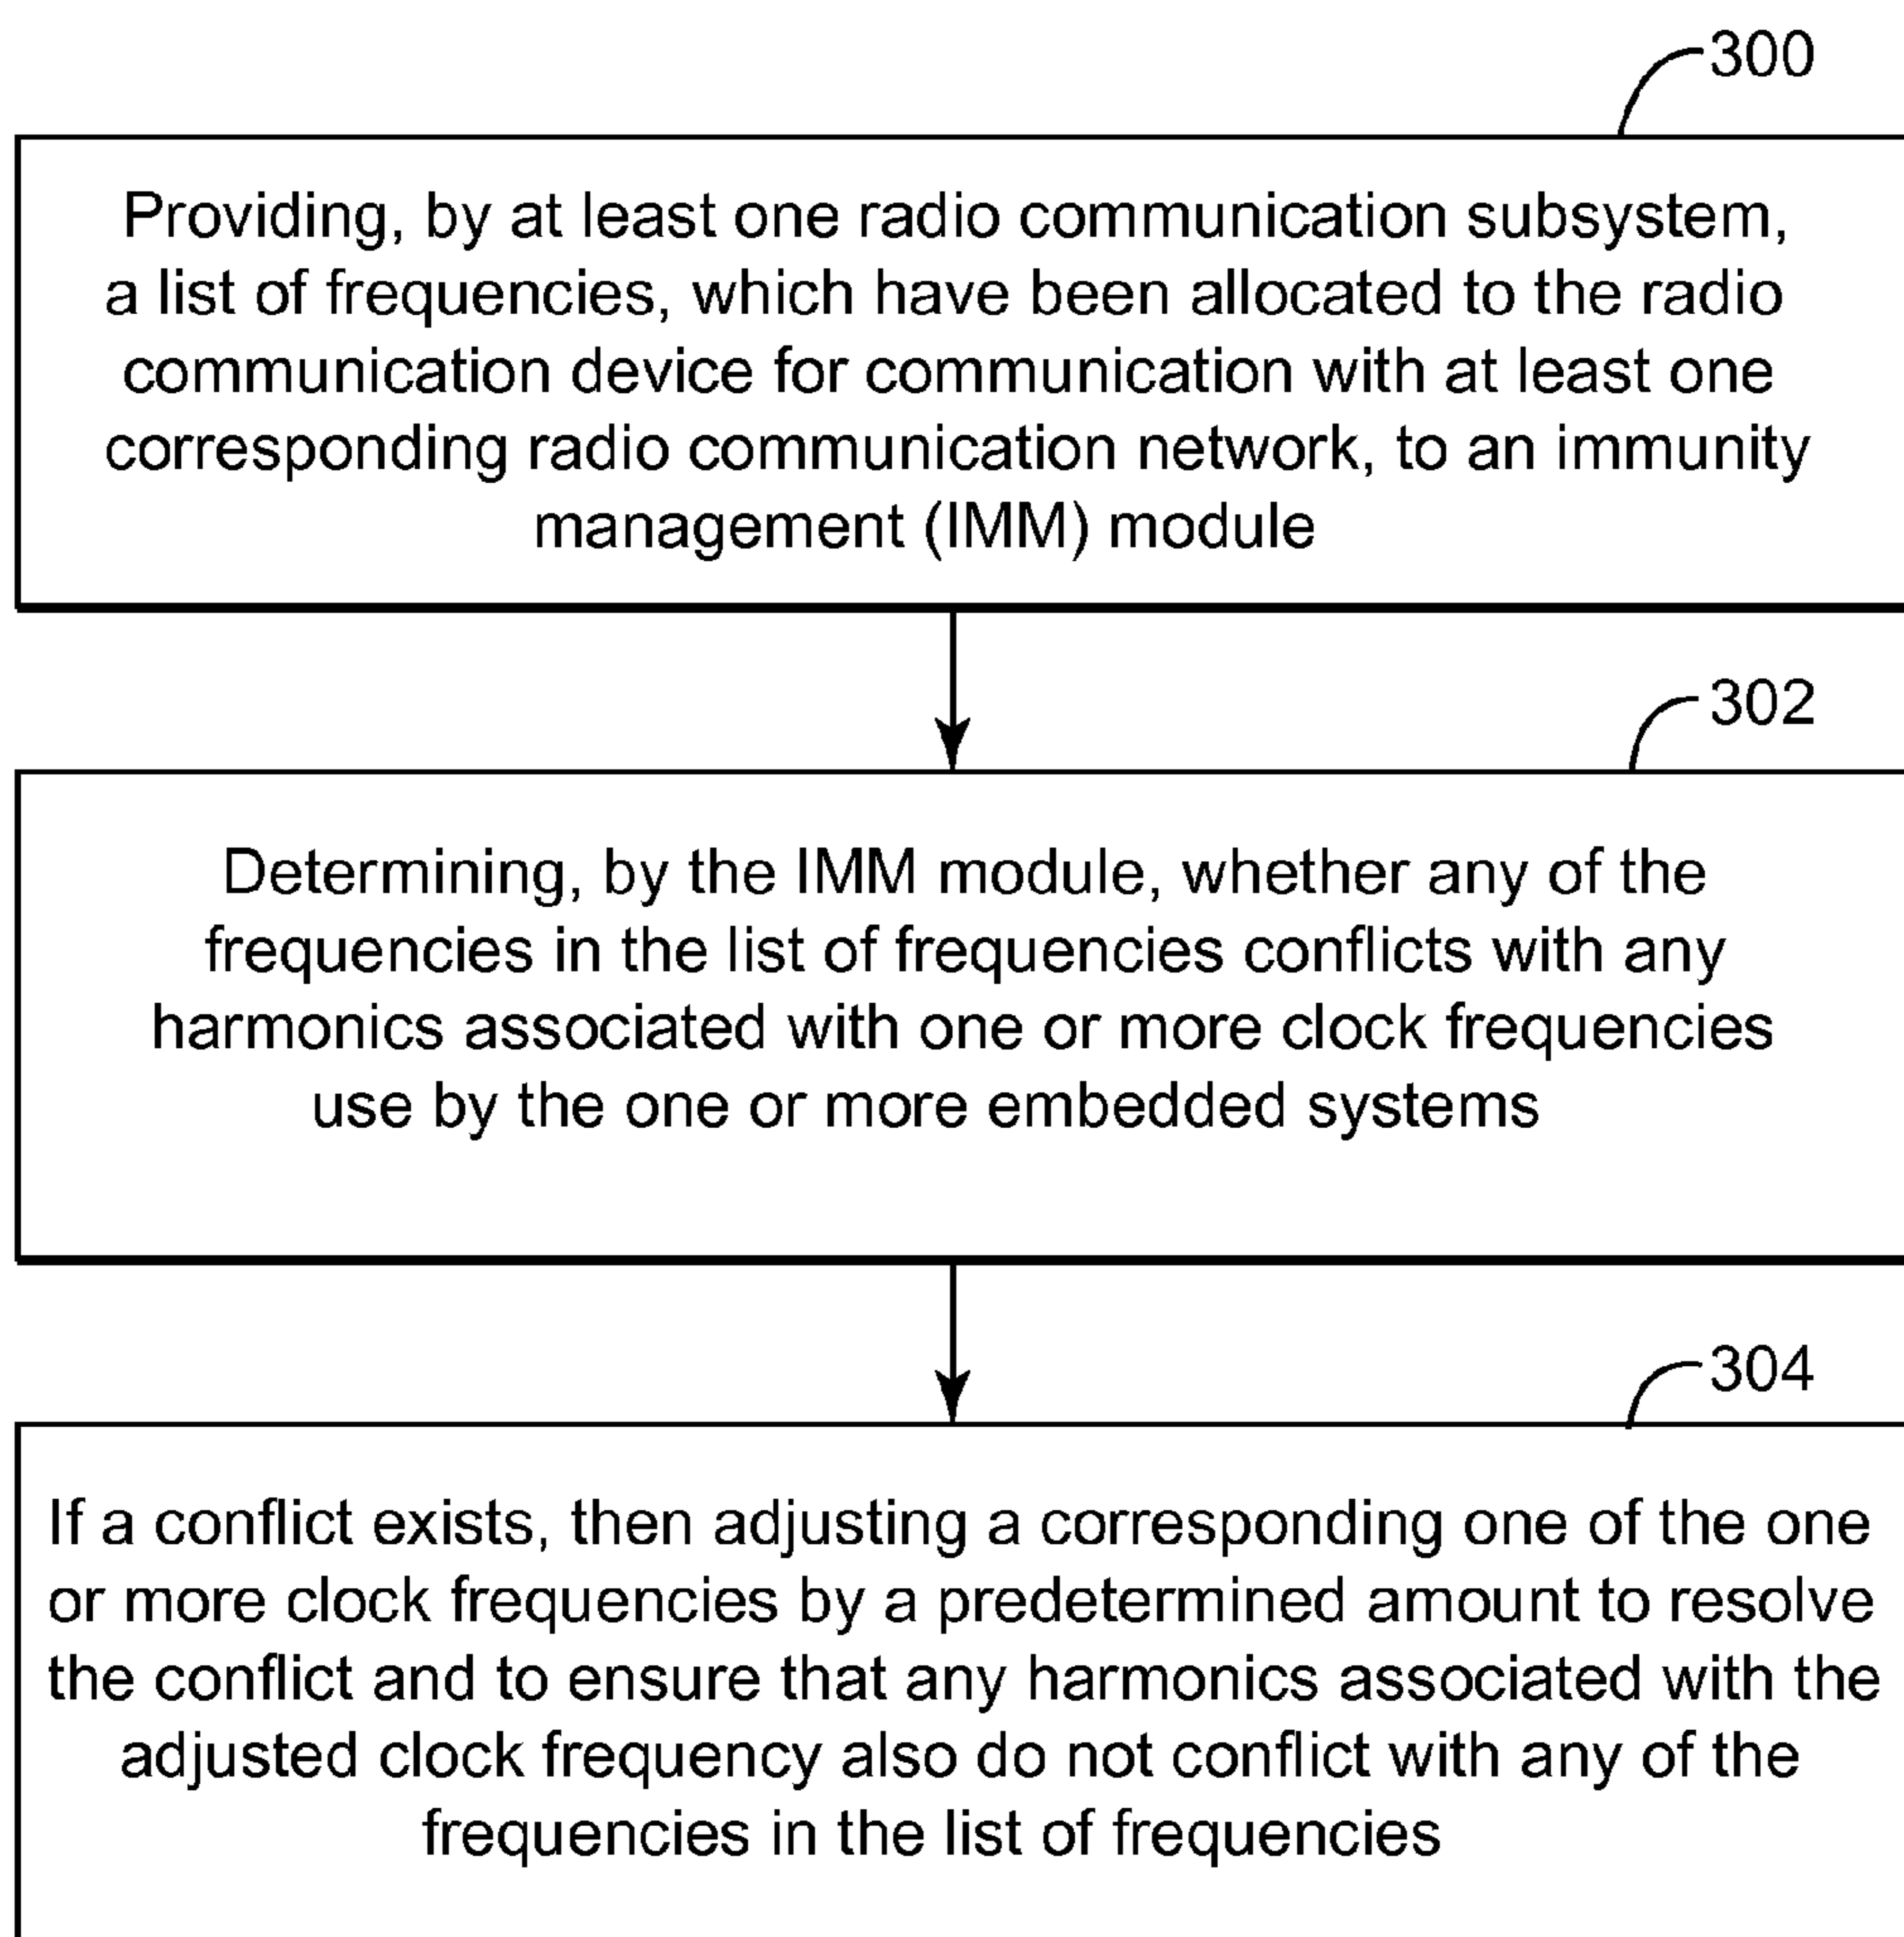 300
Providing, by at least one radio communication subsystem,
a list of frequencies, which have been allocated to the radio
communication device for communication with at least one
corresponding radio communication network, to an immunity
management (IMM) module
302
Determining, by the IMM module, whether any of the
frequencies in the list of frequencies conflicts with any
harmonics associated with one or more clock frequencies
use by the one or more embedded systems
304
If a conflict exists, then adjusting a corresponding one of the one
or more clock frequencies by a predetermined amount to resolve
the conflict and to ensure that any harmonics associated with the
adjusted clock frequency also do not conflict with any of the
frequencies in the list of frequencies